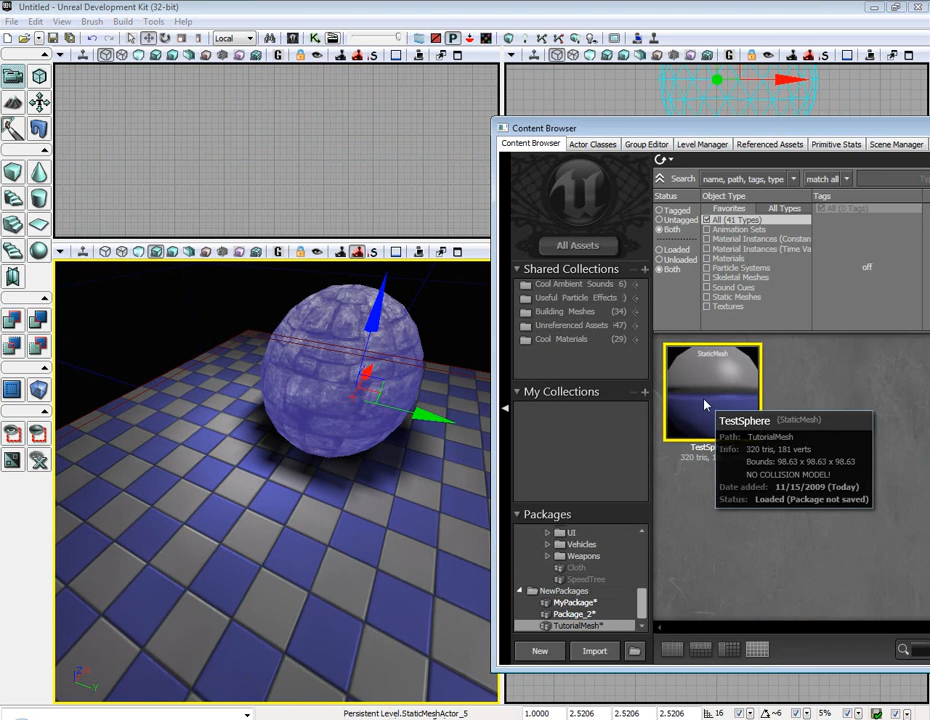 Untitled - Unreal Development Kit (32-bit)
File Edit View Brush Build Tools Help
Local
Content Browser
Content Browser Actor Classes Group Editor Level Manager Referenced Assets Primitive Stats Scene Manager
All Assets
Search name, path, tags, type match all
Status Object Type Tags
Tagged
Untagged
Both
Loaded
Unloaded
Both
Favorites All Types
All (41 Types)
Animation Sets
Material Instances (Constan
Material Instances (Time Va
Materials
Particle Systems
Skeletal Meshes
Sound Cues
Static Meshes
Textures
All (0 Tags)
off
Shared Collections
Cool Ambient Sounds 6)
Useful Particle Effects )
Building Meshes (34)
Unreferenced Assets 47)
Cool Materials (29)
My Collections
Packages
UI
Vehicles
Weapons
Cloth
SpeedTree
NewPackages
MyPackage*
Package_2*
TutorialMesh*
New Import
StaticMesh
TestSp
320 tris, 1
TestSphere (StaticMesh)
Path: TutorialMesh
Info: 320 tris, 181 verts
Bounds: 98.63 x 98.63 x 98.63
NO COLLISION MODEL!
Date added: 11/15/2009 (Today)
Status: Loaded (Package not saved)
Z X
Y
Persistent Level.StaticMeshActor_5 1.0000 2.5206 2.5206 2.5206 16 ~6 5%